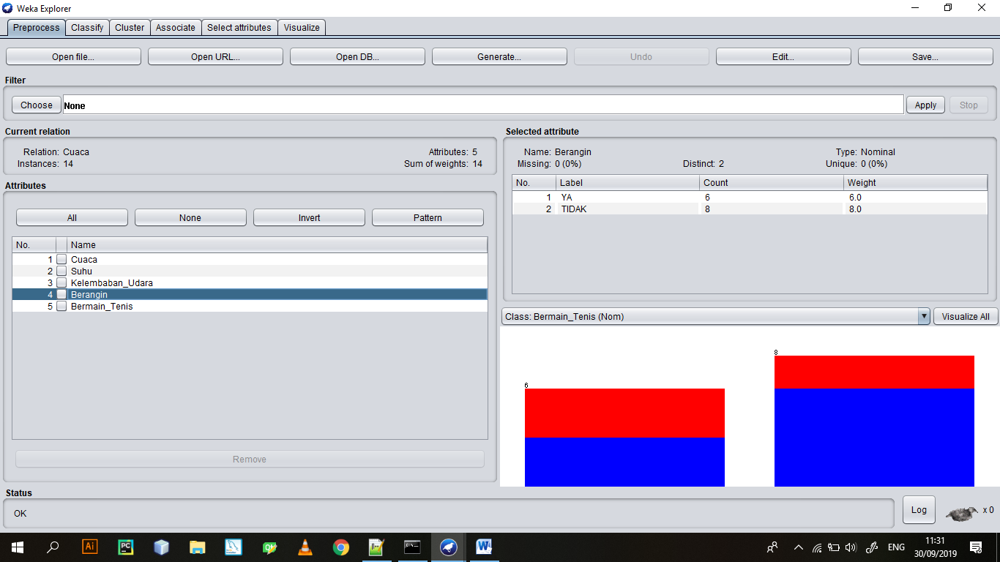 Weka Explorer
Preprocess Classify Cluster Associate Select attributes Visualize
Open file... Open URL... Open DB... Generate... Undo Edit... Save...
Filter
Choose None Apply Stop
Current relation
Relation: Cuaca Attributes: 5
Instances: 14 Sum of weights: 14
Attributes
All None Invert Pattern
No. Name
1 Cuaca
2 Suhu
3 Kelembaban_Udara
4 Berangin
5 Bermain_Tenis
Remove
Selected attribute
Name: Berangin Type: Nominal
Missing: 0 (0%) Distinct: 2 Unique: 0 (0%)
No. Label Count Weight
1 YA 6 6.0
2 TIDAK 8 8.0
Class: Bermain_Tenis (Nom) Visualize All
8
6
Status
OK
Log x 0
Ai PC Qt W
ENG 11:31
30/09/2019